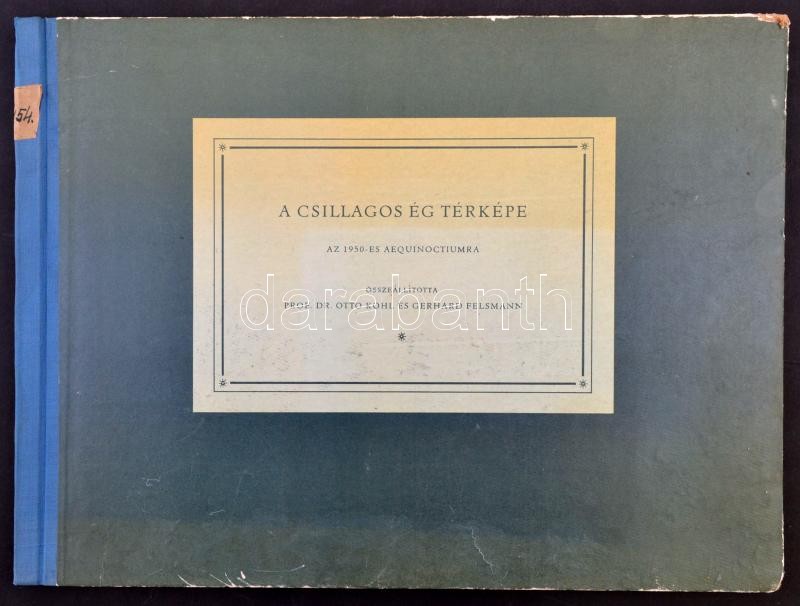 54.
A CSILLAGOS ÉG TÉRKÉPE
AZ 1950-ES AEQUINOCTIUMRA
ÖSSZEÁLLÍTOTTA
PROF. DR. OTTO KOHL ÉS GERHARD FELSMANN
darabanth